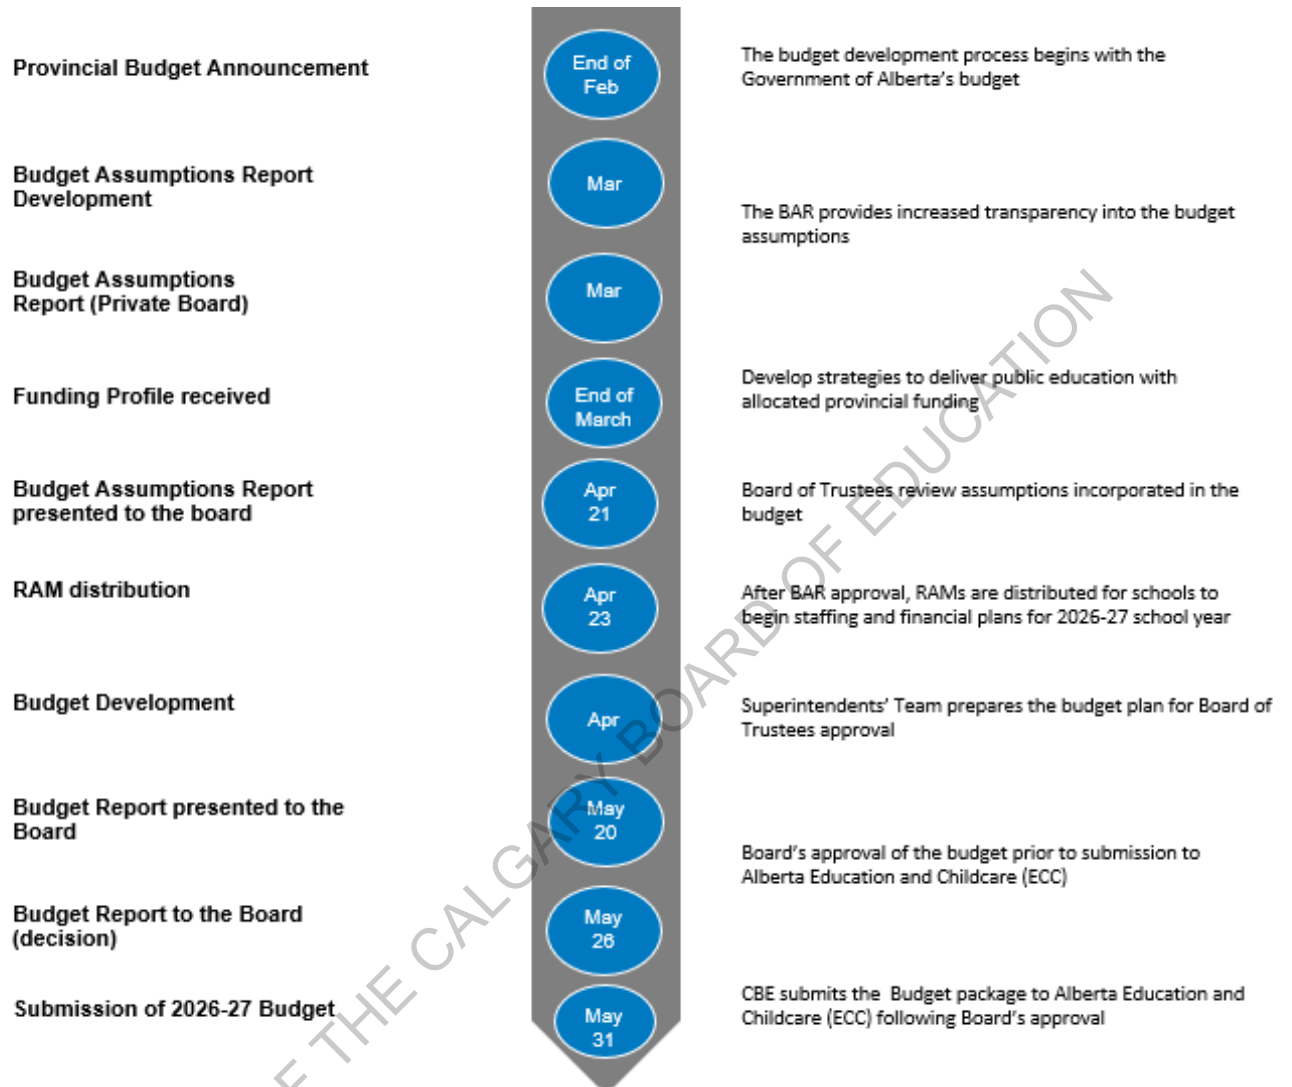 Provincial Budget Announcement
End of
Feb
The budget development process begins with the
Government of Alberta's budget
Budget Assumptions Report
Development
Mar
The BAR provides increased transparency into the budget
assumptions
Budget Assumptions
Report (Private Board)
Mar
Funding Profile received
End of
March
Develop strategies to deliver public education with
allocated provincial funding
Budget Assumptions Report
presented to the board
Apr
21
Board of Trustees review assumptions incorporated in the
budget
RAM distribution
Apr
23
After BAR approval, RAMs are distributed for schools to
begin staffing and financial plans for 2026-27 school year
Budget Development
Apr
Superintendents' Team prepares the budget plan for Board of
Trustees approval
Budget Report presented to the
Board
May
20
Board's approval of the budget prior to submission to
Alberta Education and Childcare (ECC)
Budget Report to the Board
(decision)
May
26
Submission of 2026-27 Budget
May
31
CBE submits the  Budget package to Alberta Education and
Childcare (ECC) following Board's approval
THE CALGARY BOARD OF EDUCATION